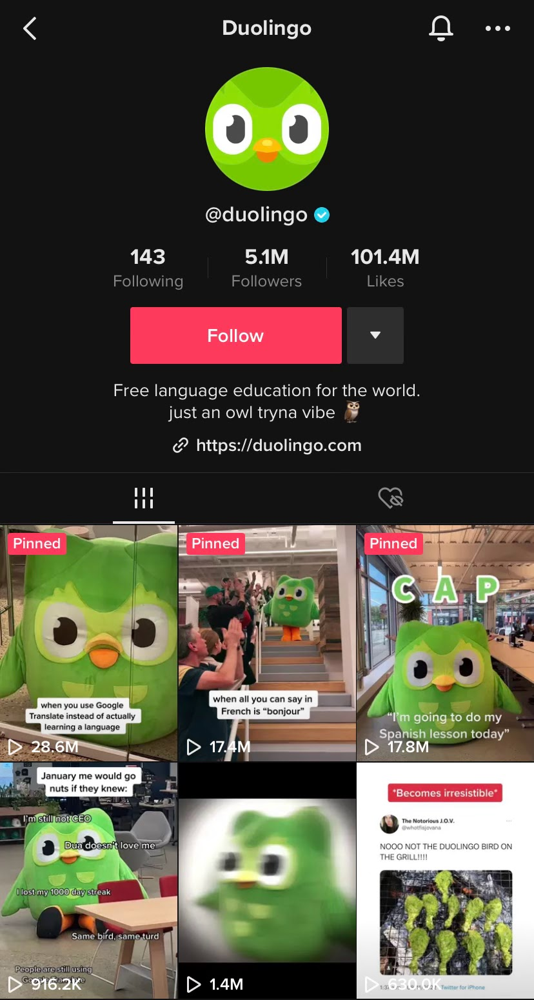 Duolingo
@duolingo
143
Following
5.1M
Followers
101.4M
Likes
Follow
Free language education for the world.
just an owl tryna vibe
https://duolingo.com
Pinned
when you use Google
Translate instead of actually
learning a language
28.6M
Pinned
when all you can say in
French is “bonjour”
17.4M
Pinned
CAP
“I’m going to do my
Spanish lesson today”
17.8M
January me would go
nuts if they knew:
I’m still not CEO
Dua doesn’t love me
I lost my 1000 day streak
Same bird, same turd
People are still using
Google Translate
916.2K
1.4M
*Becomes irresistible*
The Notorious J.O.V.
@whotfisjovana
NOOO NOT THE DUOLINGO BIRD ON
THE GRILL!!!!
630.0K
Twitter for iPhone